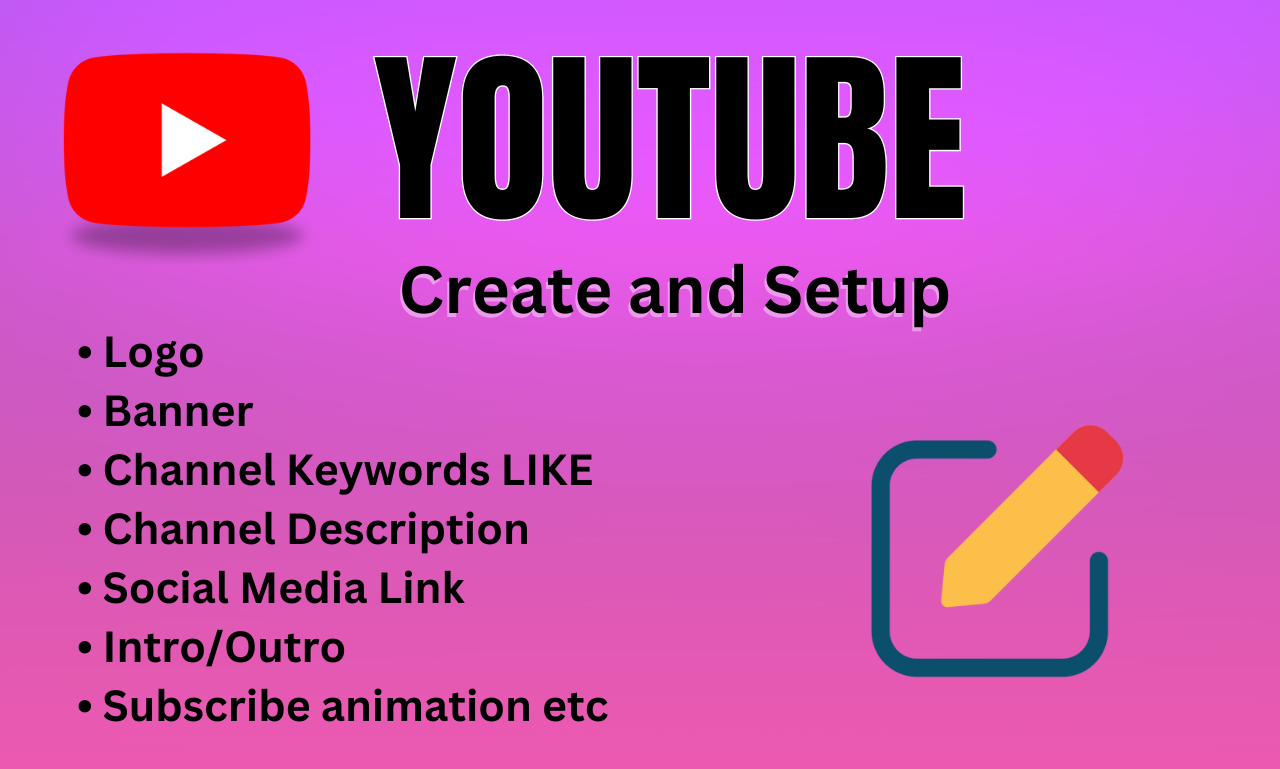 YOUTUBE
Create and Setup
• Logo
• Banner
• Channel Keywords LIKE
• Channel Description
• Social Media Link
• Intro/Outro
• Subscribe animation etc